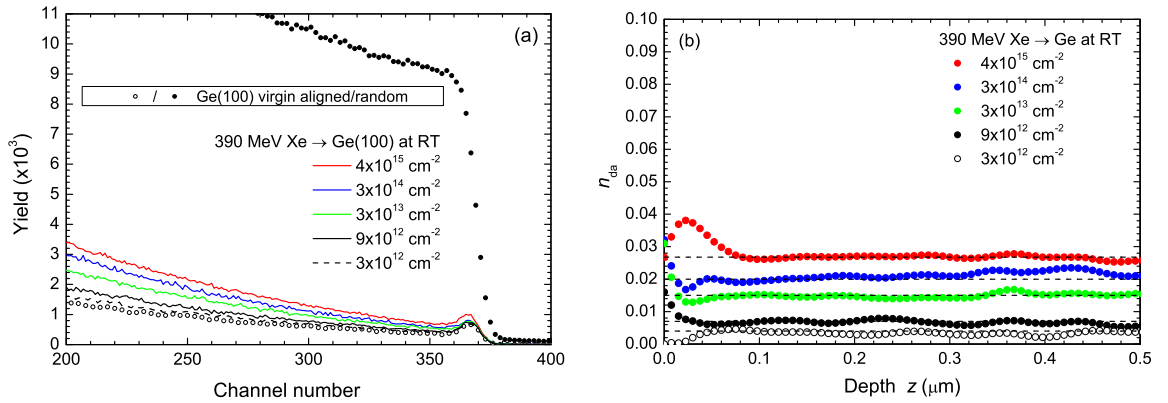 (a)
11
10
9
8
7
6
5
4
3
2
1
0
Yield (x10³)
○ / ● Ge(100) virgin aligned/random
390 MeV Xe → Ge(100) at RT
4x10¹⁵ cm⁻²
3x10¹⁴ cm⁻²
3x10¹³ cm⁻²
9x10¹² cm⁻²
3x10¹² cm⁻²
200 250 300 350 400
Channel number
(b)
0.10
0.09
0.08
0.07
0.06
0.05
0.04
0.03
0.02
0.01
0.00
n_da
390 MeV Xe → Ge at RT
4x10¹⁵ cm⁻²
3x10¹⁴ cm⁻²
3x10¹³ cm⁻²
9x10¹² cm⁻²
3x10¹² cm⁻²
0.0 0.1 0.2 0.3 0.4 0.5
Depth z (μm)